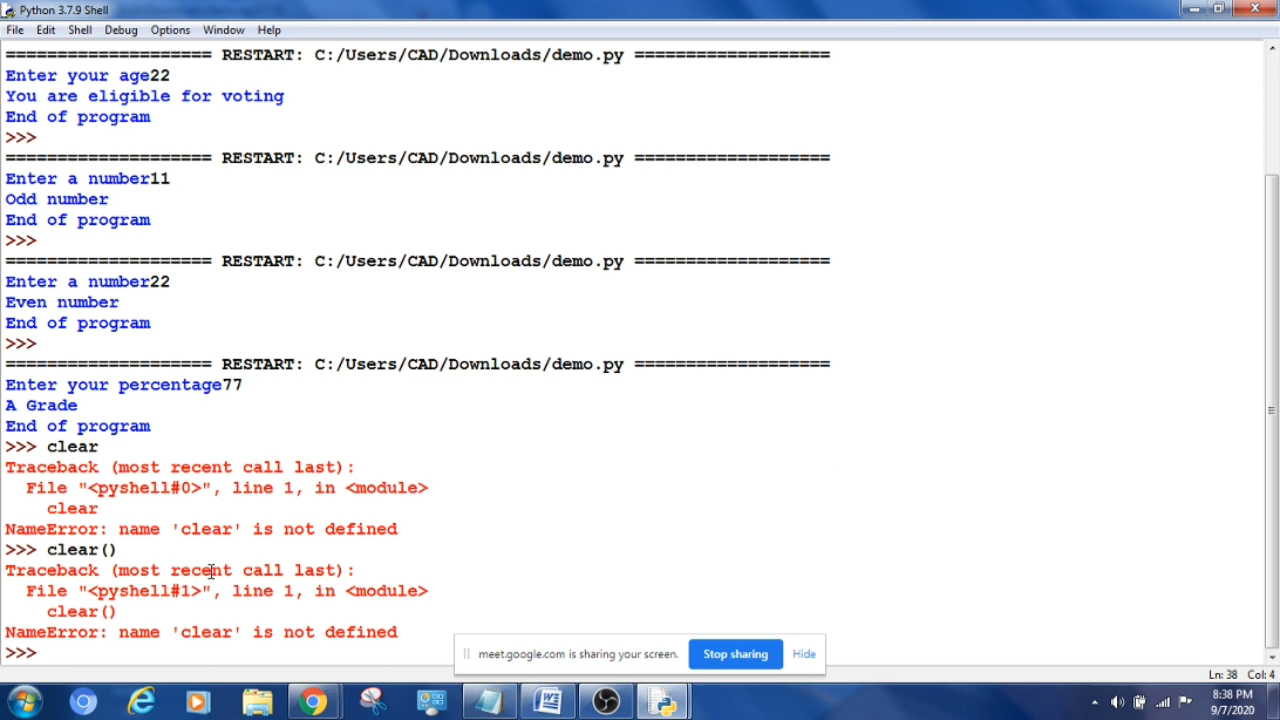 Python 3.7.9 Shell
File Edit Shell Debug Options Window Help
==================== RESTART: C:/Users/CAD/Downloads/demo.py ===================
Enter your age22
You are eligible for voting
End of program
>>>
==================== RESTART: C:/Users/CAD/Downloads/demo.py ===================
Enter a number11
Odd number
End of program
>>>
==================== RESTART: C:/Users/CAD/Downloads/demo.py ===================
Enter a number22
Even number
End of program
>>>
==================== RESTART: C:/Users/CAD/Downloads/demo.py ===================
Enter your percentage77
A Grade
End of program
>>> clear
Traceback (most recent call last):
  File "<pyshell#0>", line 1, in <module>
    clear
NameError: name 'clear' is not defined
>>> clear()
Traceback (most recent call last):
  File "<pyshell#1>", line 1, in <module>
    clear()
NameError: name 'clear' is not defined
>>>
meet.google.com is sharing your screen. Stop sharing Hide
Ln: 38 Col: 4
8:38 PM
9/7/2020